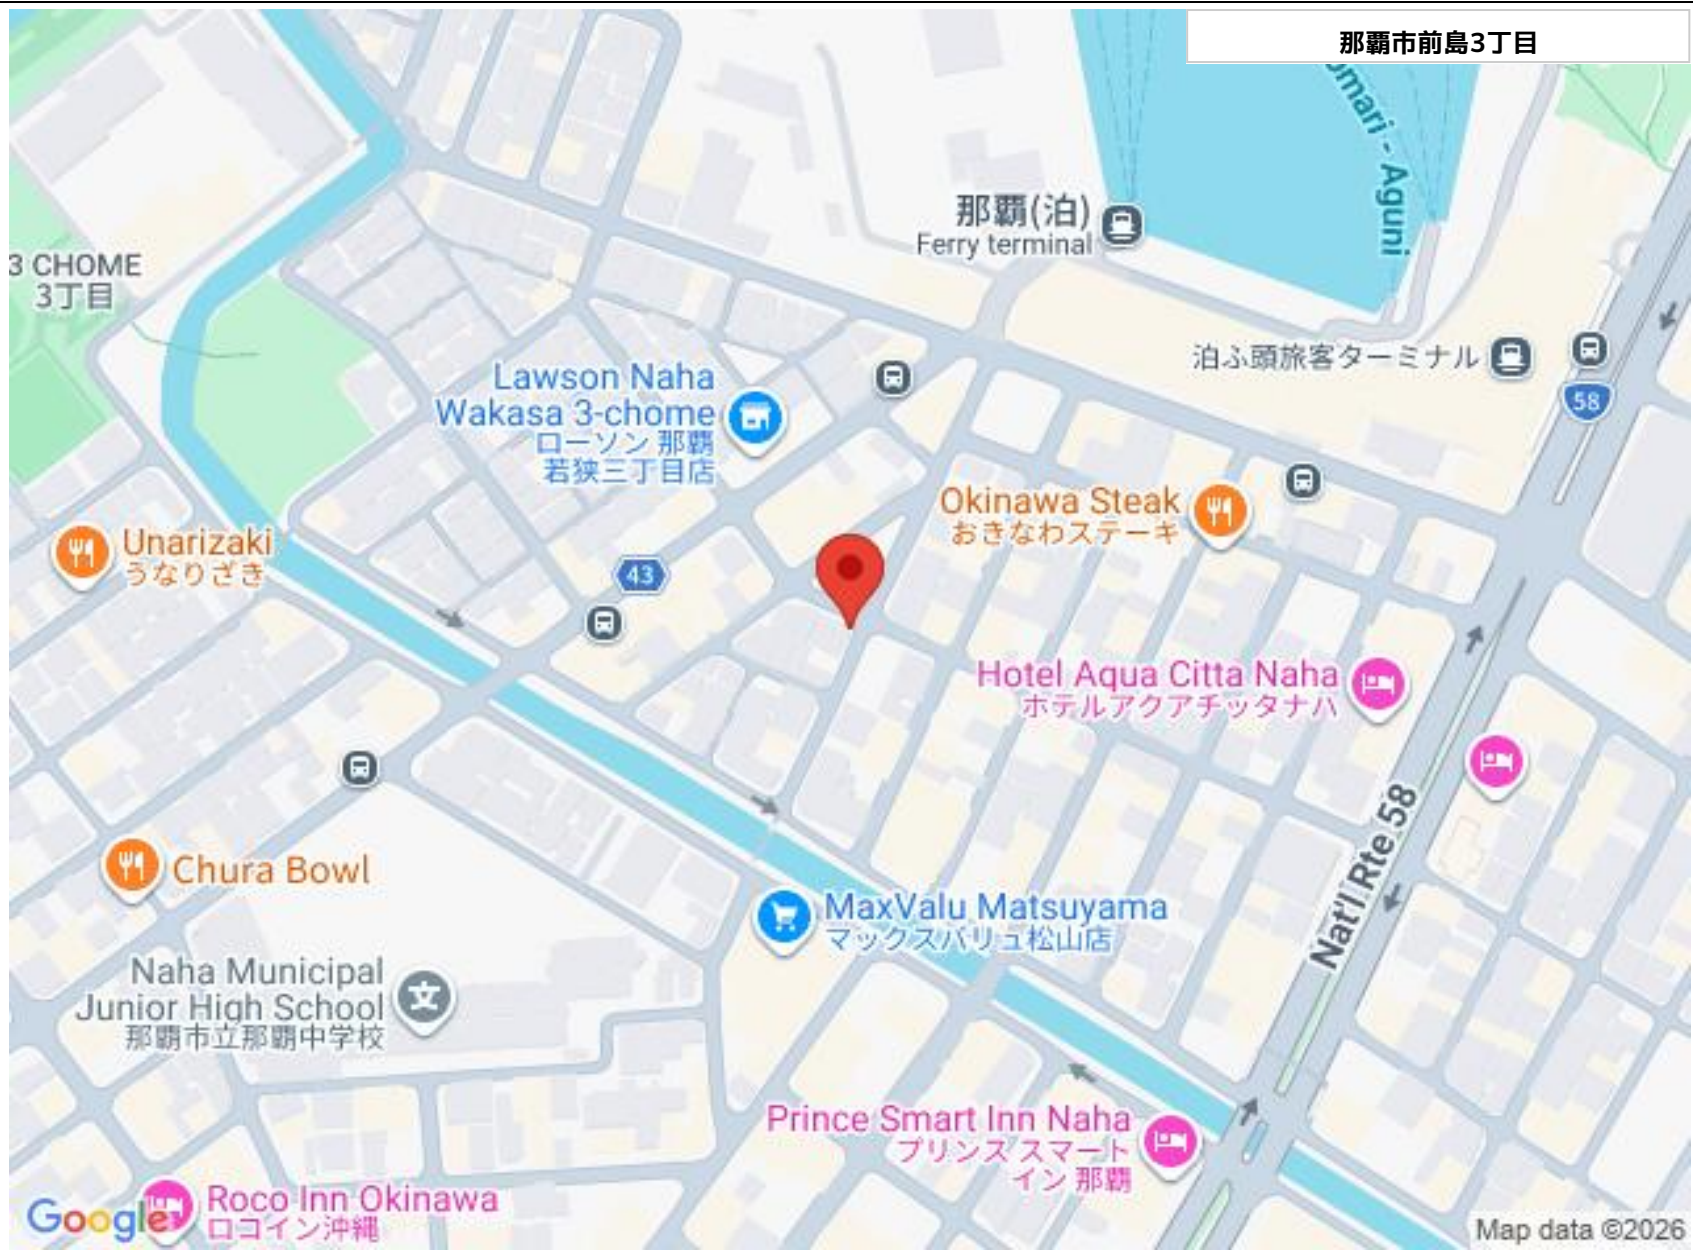 那覇市前島3丁目
omari - Aguni
那覇(泊)
Ferry terminal
3 CHOME
3丁目
泊ふ頭旅客ターミナル
58
Lawson Naha
Wakasa 3-chome
ローソン 那覇
若狭三丁目店
Okinawa Steak
おきなわステーキ
Unarizaki
うなりざき
43
Hotel Aqua Citta Naha
ホテルアクアチッタナハ
Nat'l Rte 58
Chura Bowl
MaxValu Matsuyama
マックスバリュ松山店
Naha Municipal
Junior High School
那覇市立那覇中学校
Prince Smart Inn Naha
プリンス スマート
イン 那覇
Roco Inn Okinawa
ロコイン沖縄
Google
Map data ©2026